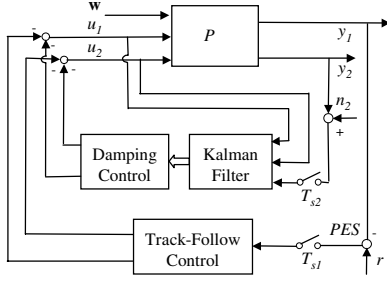 w
u1
P
y1
u2
y2
n2
+
Damping Control
Kalman Filter
Ts2
PES
-
Track-Follow Control
Ts1
r
- - - -